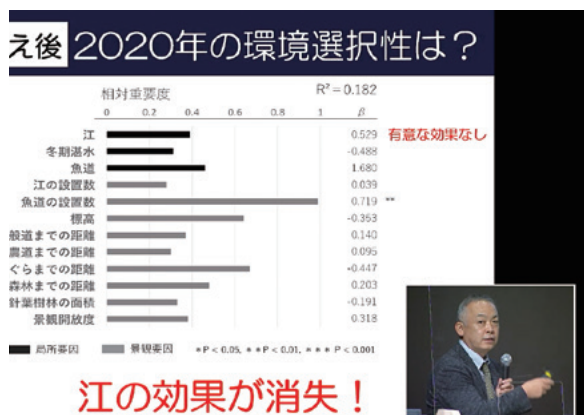 え後 2020年の環境選択性は？
相対重要度 R²=0.182
0 0.2 0.4 0.6 0.8 1 β
江 0.529 有意な効果なし
冬期湛水 -0.488
魚道 1.680
江の設置数 0.039
魚道の設置数 0.719 **
標高 -0.353
般道までの距離 0.140
農道までの距離 0.095
ぐらまでの距離 -0.447
森林までの距離 0.203
針葉樹林の面積 -0.191
景観開放度 0.318
局所要因 景観要因 *P < 0.05, **P < 0.01, ***P < 0.001
江の効果が消失！